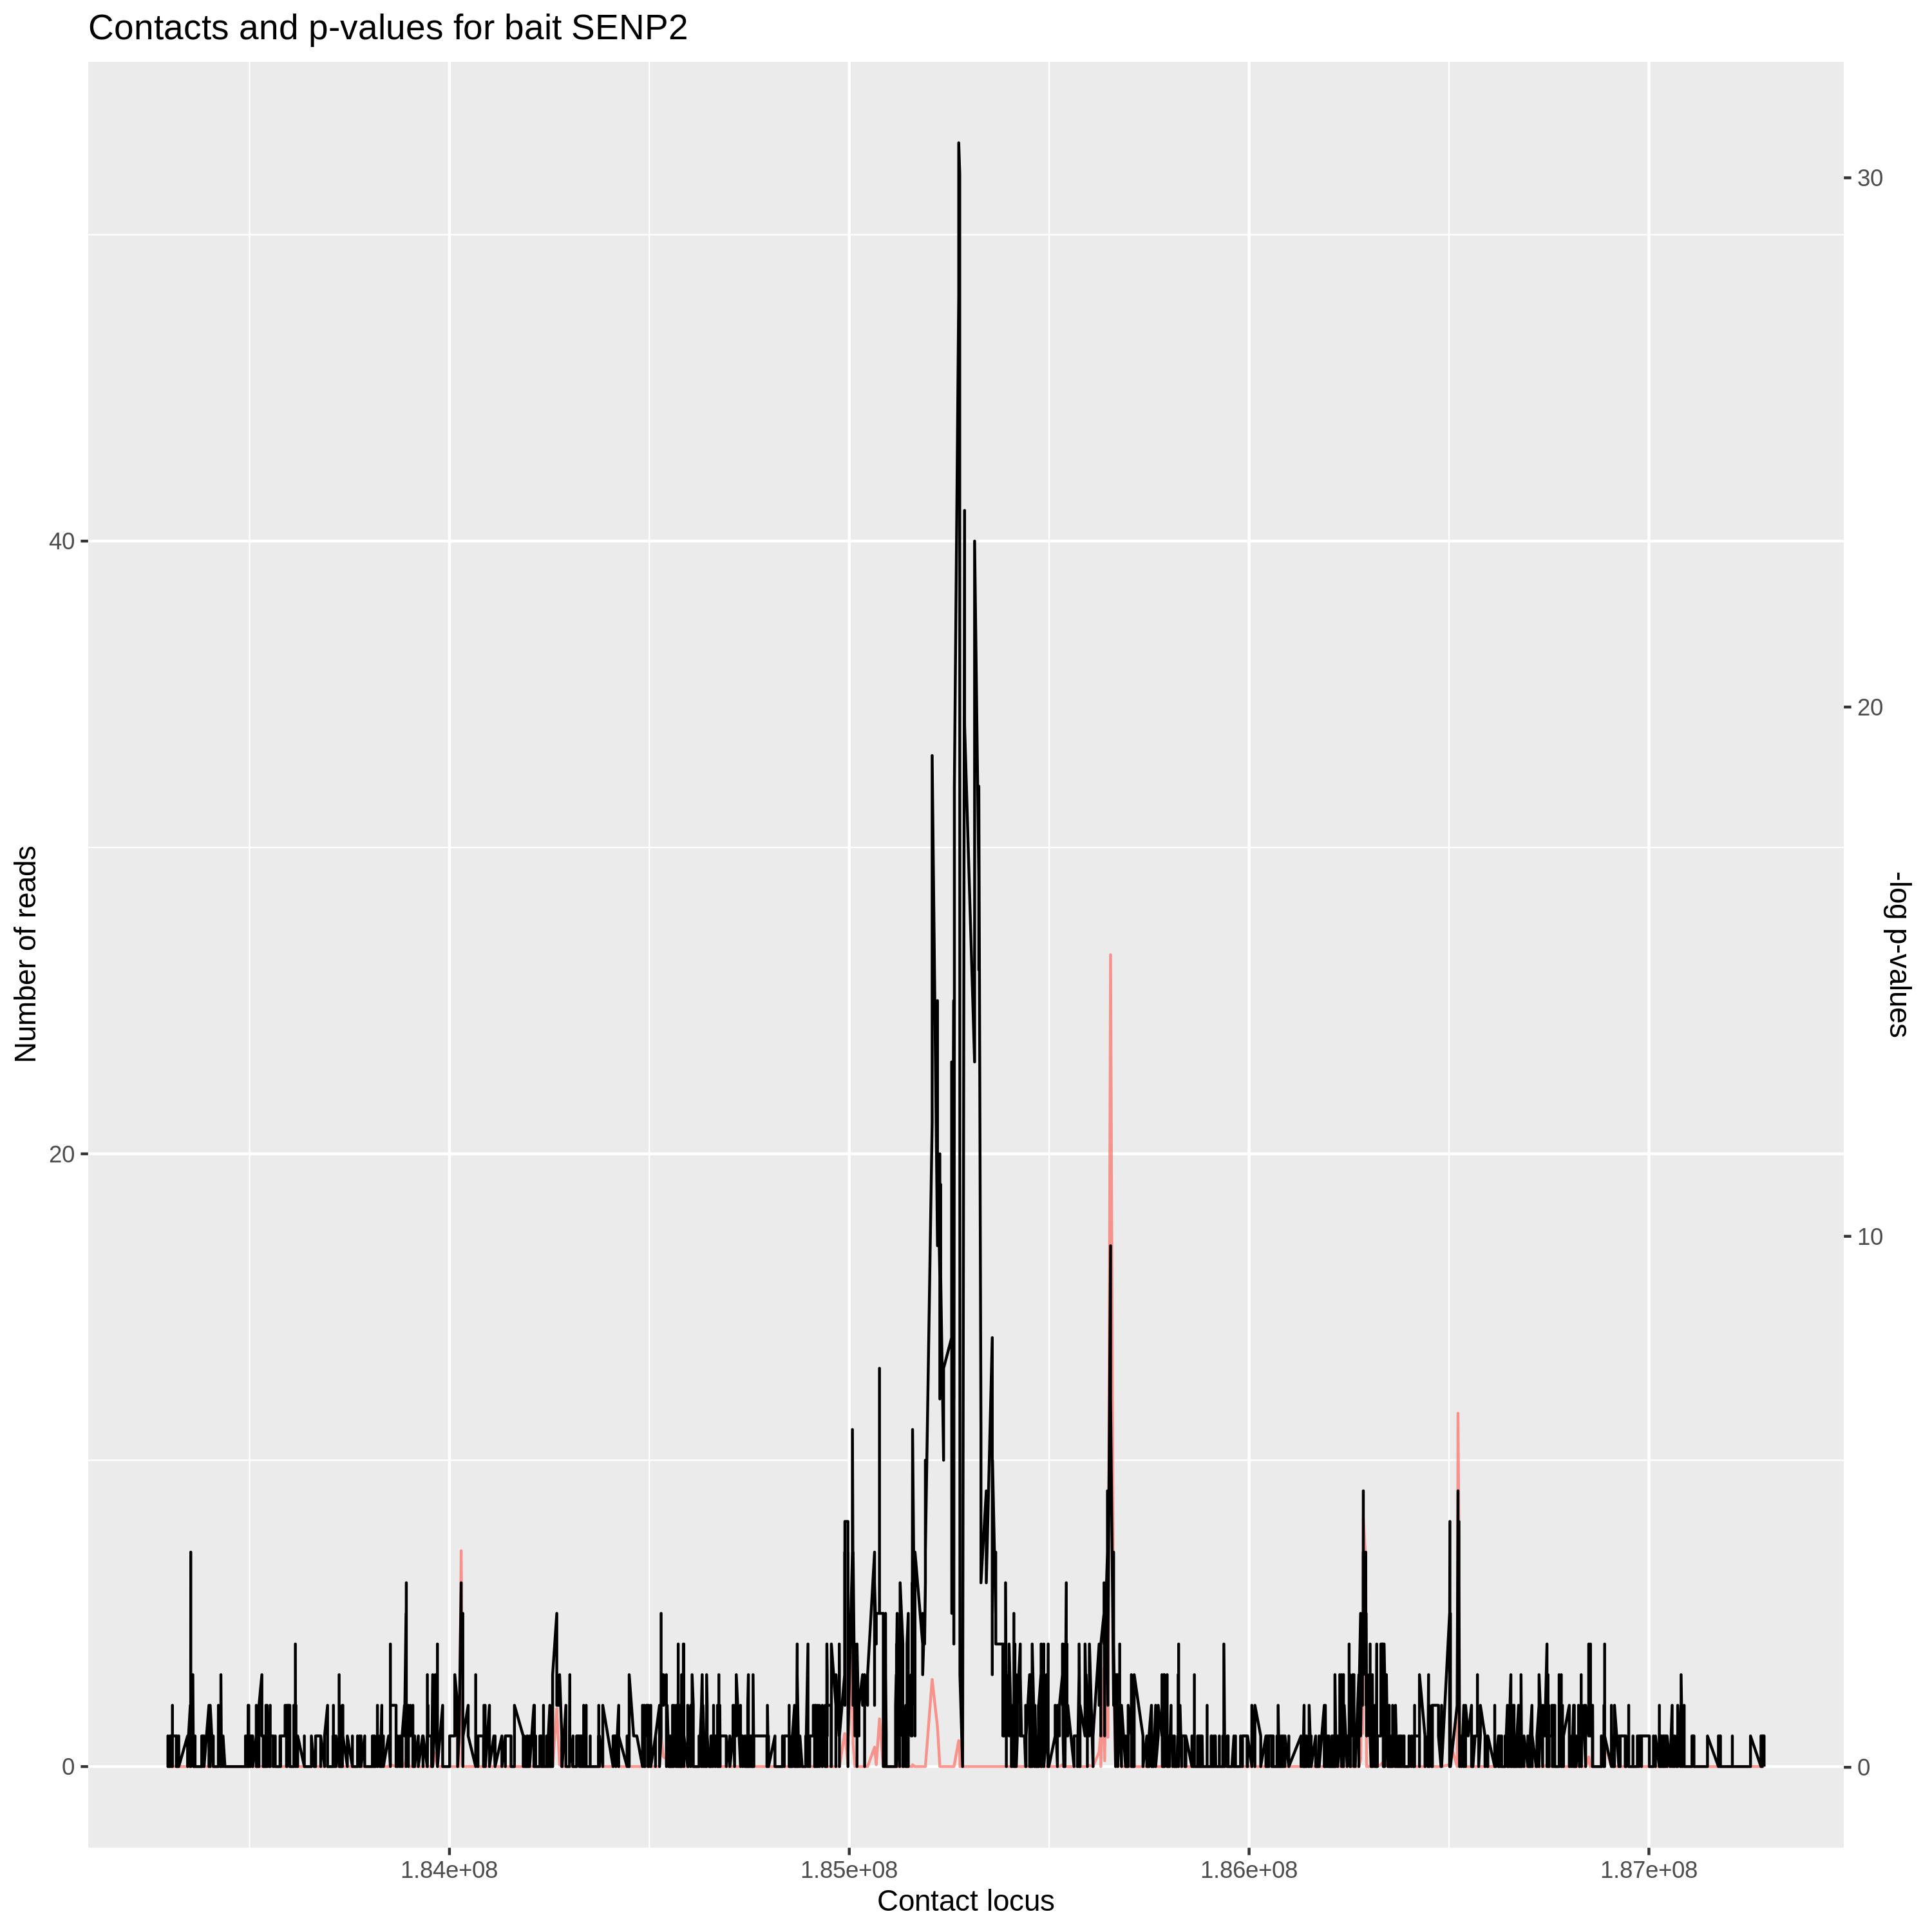 Contacts and p-values for bait SENP2
30
40
20
Number of reads
-log p-values
10
20
0
0
1.84e+08
1.85e+08
1.86e+08
1.87e+08
Contact locus